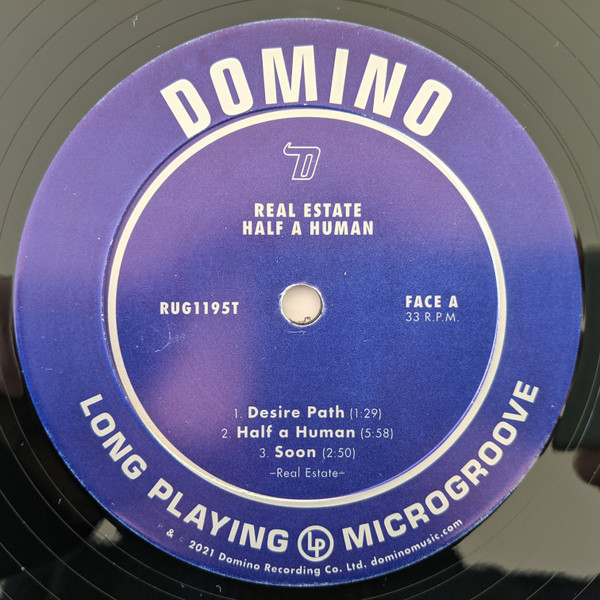 DOMINO
D
REAL ESTATE
HALF A HUMAN
RUG1195T
FACE A
33 R.P.M.
1. Desire Path (1:29)
2. Half a Human (5:58)
3. Soon (2:50)
–Real Estate–
LONG PLAYING LP MICROGROOVE
& 2021 Domino Recording Co. Ltd. dominomusic.com